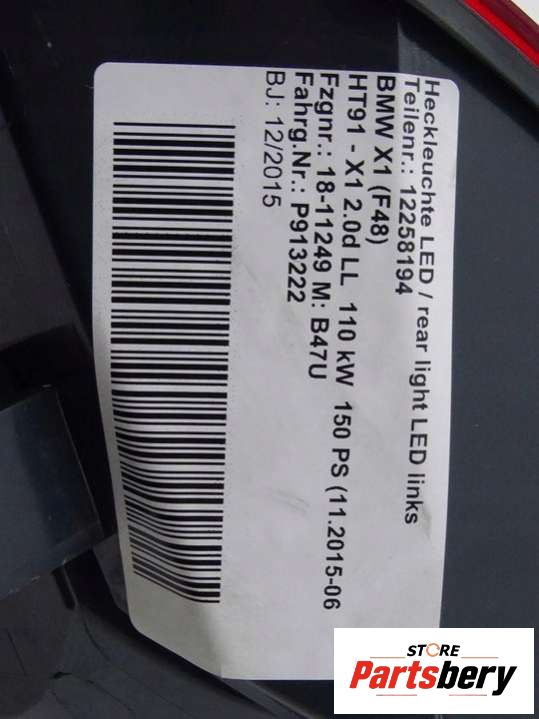 Heckleuchte LED / rear light LED links
Teilenr.: 12258194
BMW X1 (F48)
HT91 - X1 2.0d LL 110 kW 150 PS (11.2015-06
Fzgnr.: 18-11249 M: B47U
Fahrg.Nr.: P913222
BJ: 12/2015
STORE
Partsbery